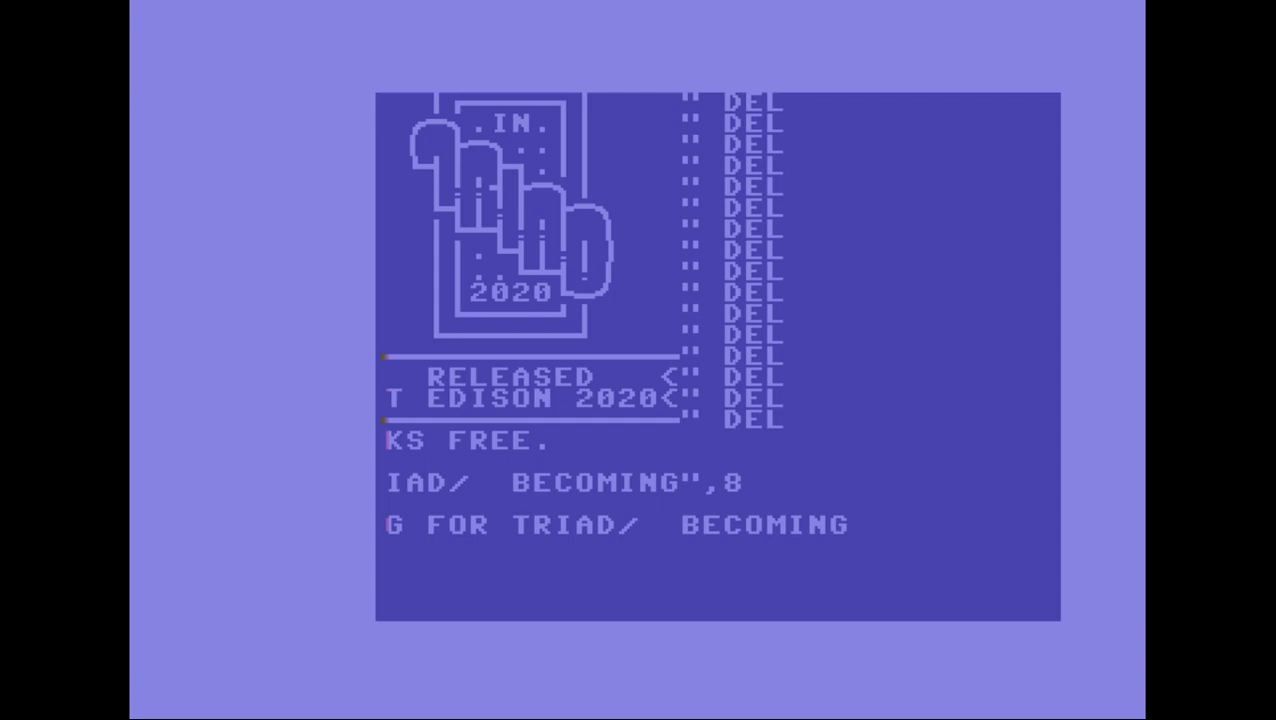 " DEL
.IN. " DEL
" DEL
" DEL
" DEL
" DEL
" DEL
" DEL
" DEL
2020 " DEL
" DEL
" DEL
" DEL
RELEASED <" DEL
T EDISON 2020<" DEL
" DEL
KS FREE.
IAD/  BECOMING",8
G FOR TRIAD/  BECOMING